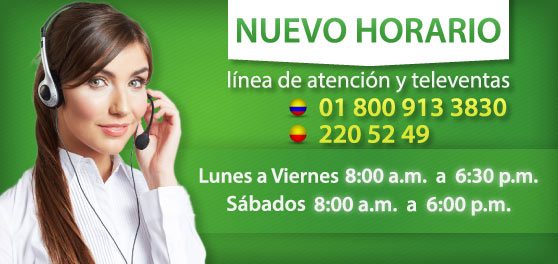 NUEVO HORARIO
línea de atención y televentas
01 800 913 3830
220 52 49
Lunes a Viernes 8:00 a.m. a 6:30 p.m.
Sábados 8:00 a.m. a 6:00 p.m.